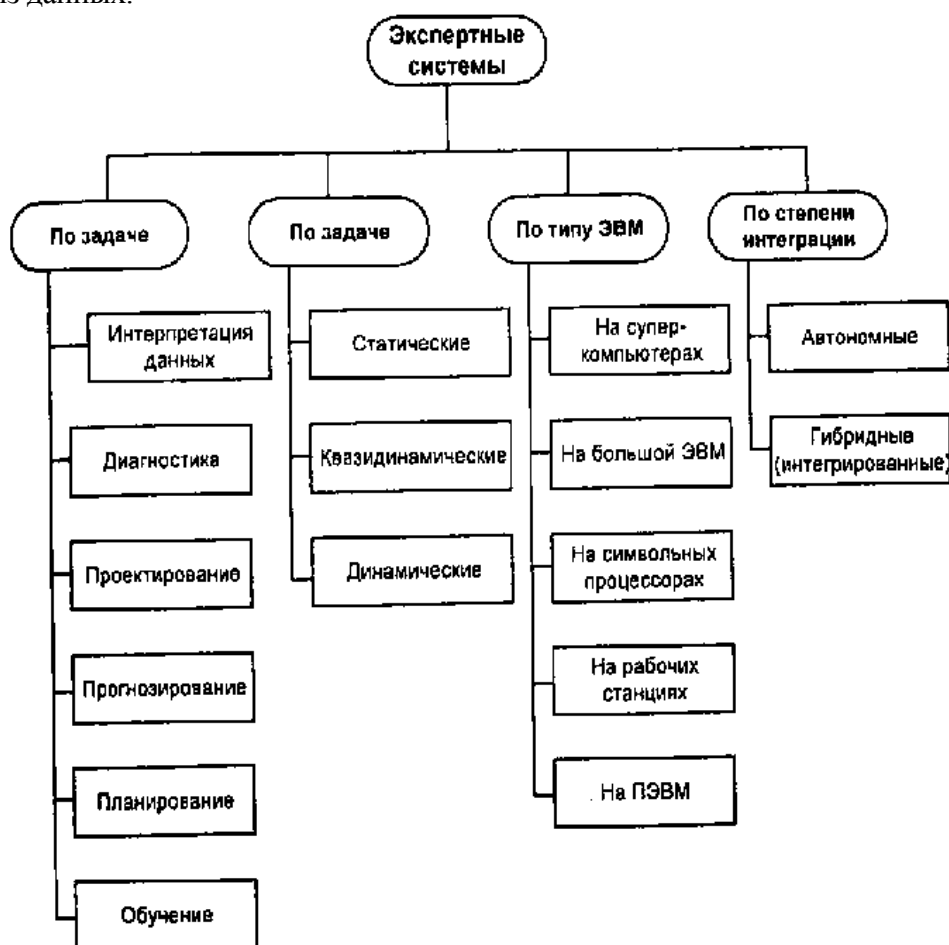 данных.
Экспертные
системы
По задаче
По задаче
По типу ЭВМ
По степени
интеграции
Интерпретация
данных
Диагностика
Проектирование
Прогнозирование
Планирование
Обучение
Статические
Квазидинамические
Динамические
На супер-
компьютерах
На большой ЭВМ
На символьных
процессорах
На рабочих
станциях
На ПЭВМ
Автономные
Гибридные
(интегрированные)